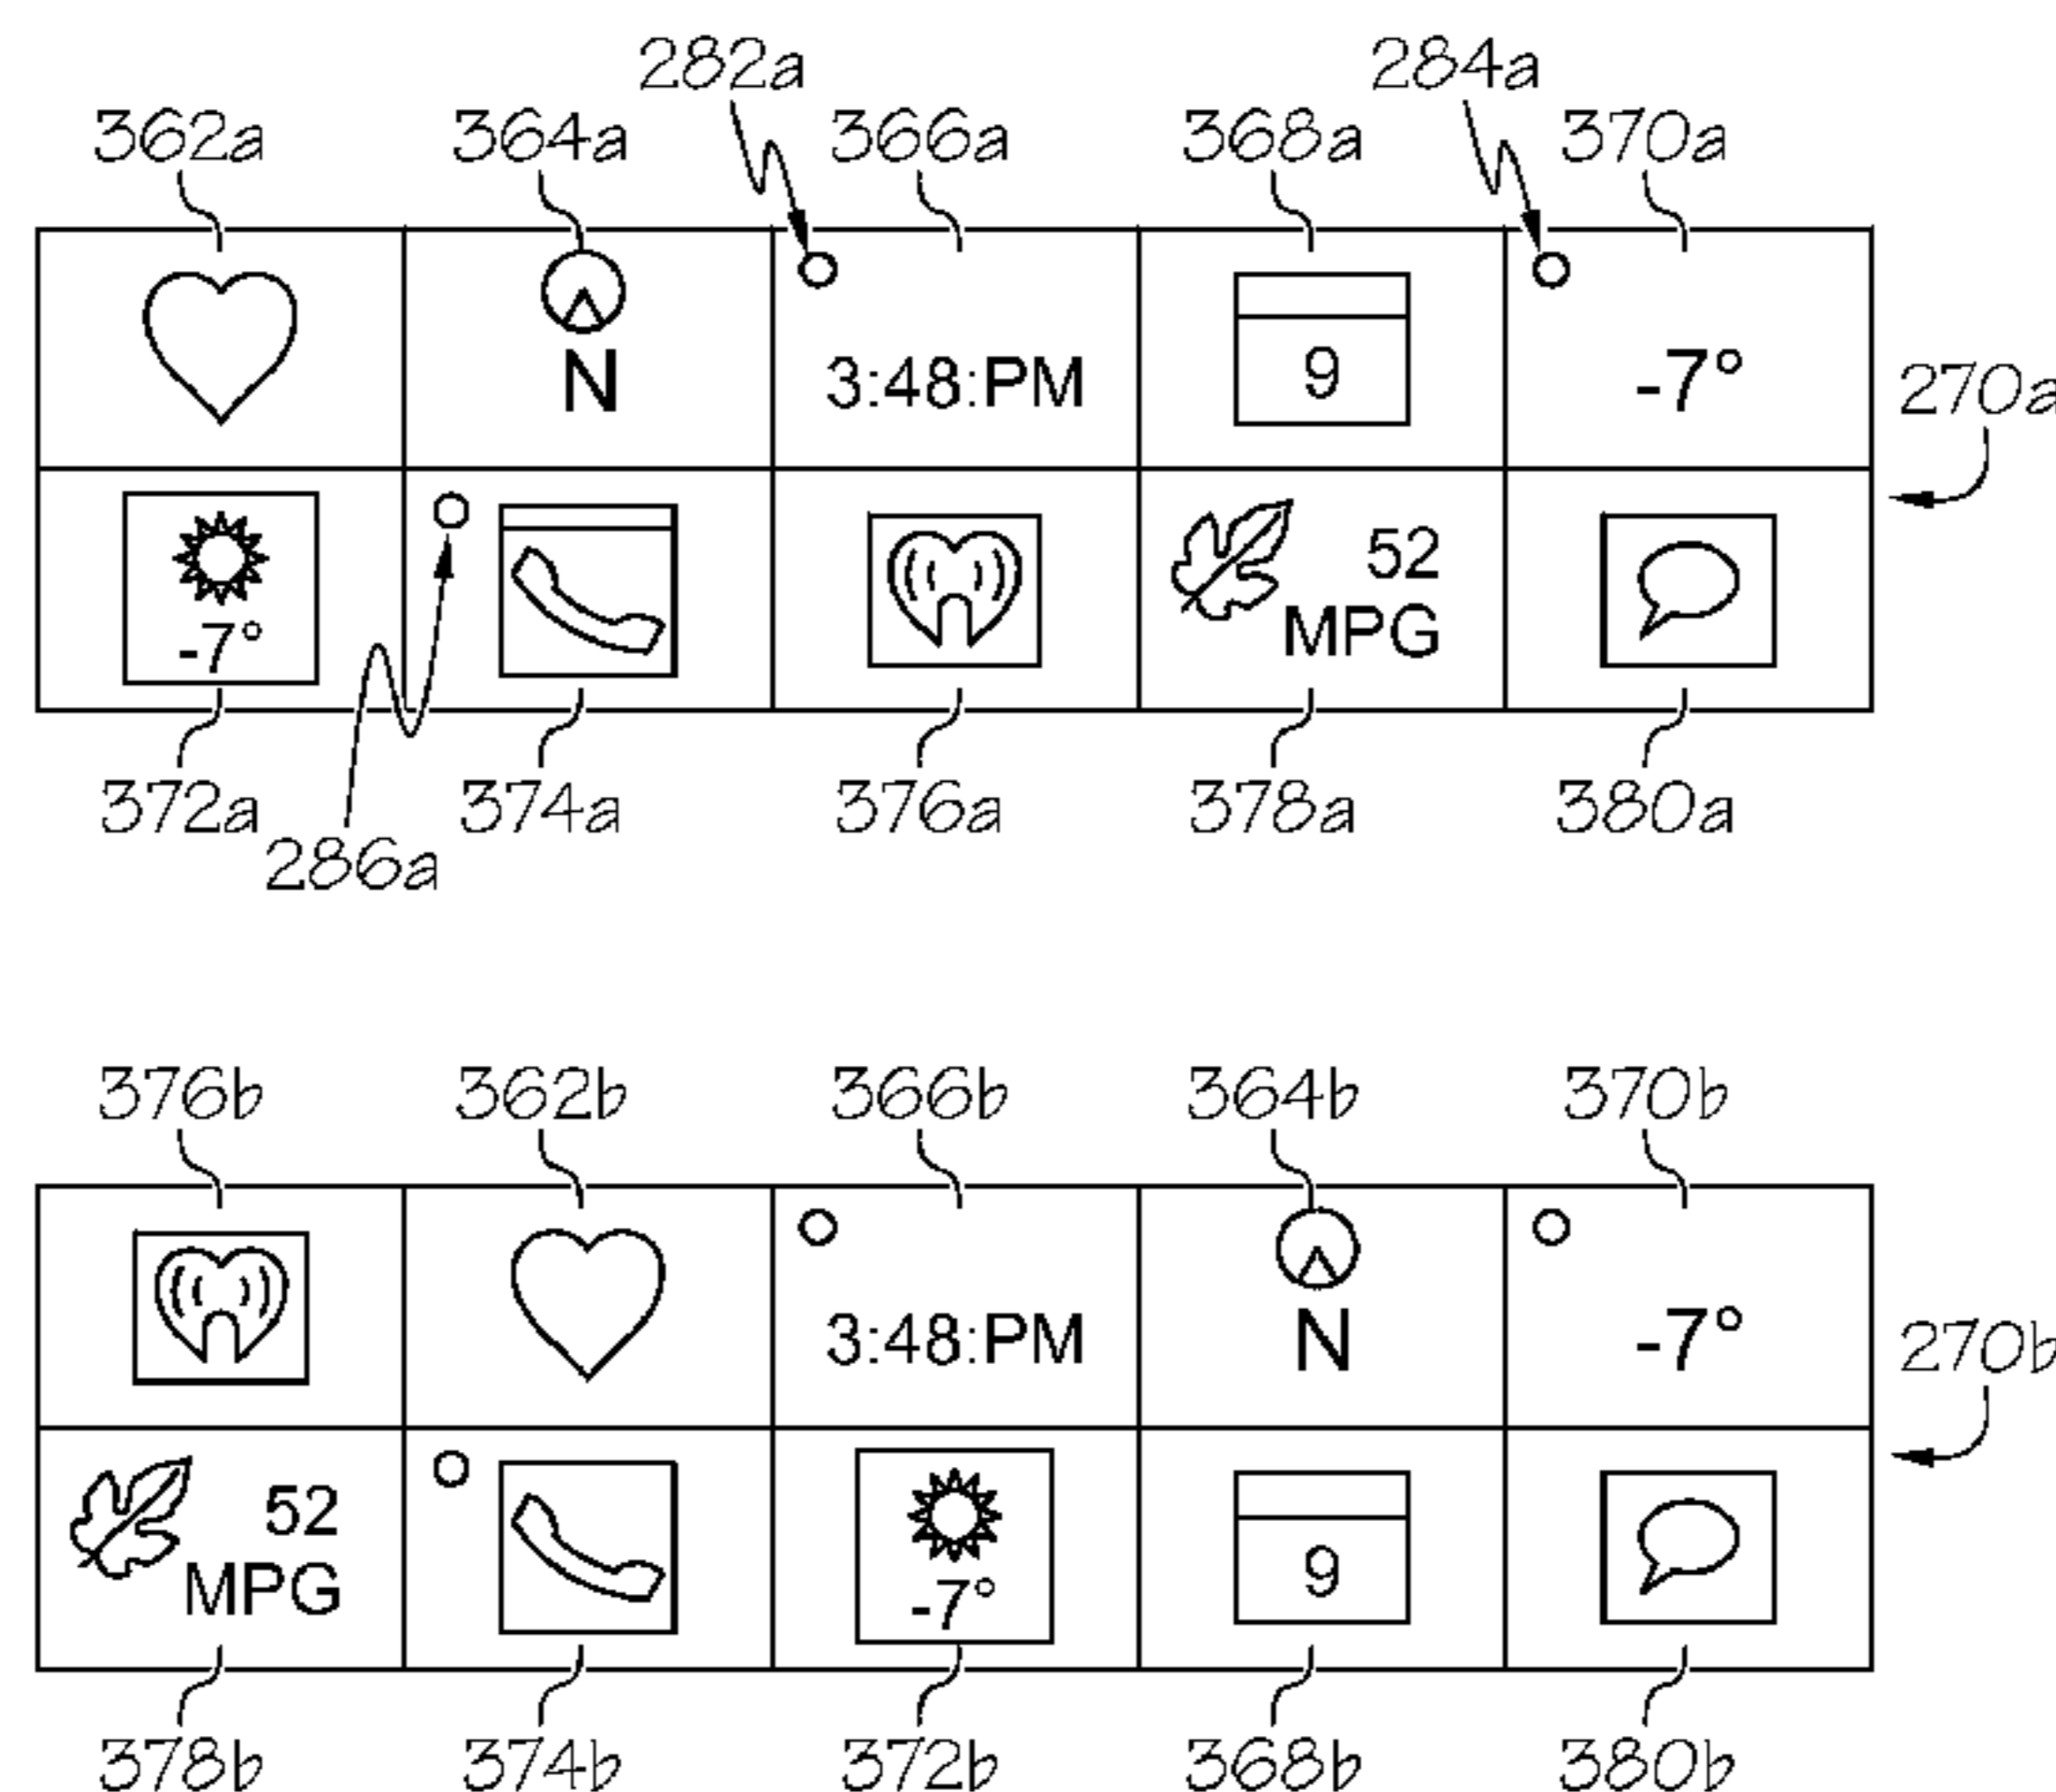 282a 284a
362a 364a 366a 368a 370a
N 3:48:PM 9 -7°
270a
-7° 52 MPG
372a 374a 376a 378a 380a
286a
376b 362b 366b 364b 370b
3:48:PM N -7°
270b
52 MPG -7° 9
378b 374b 372b 368b 380b